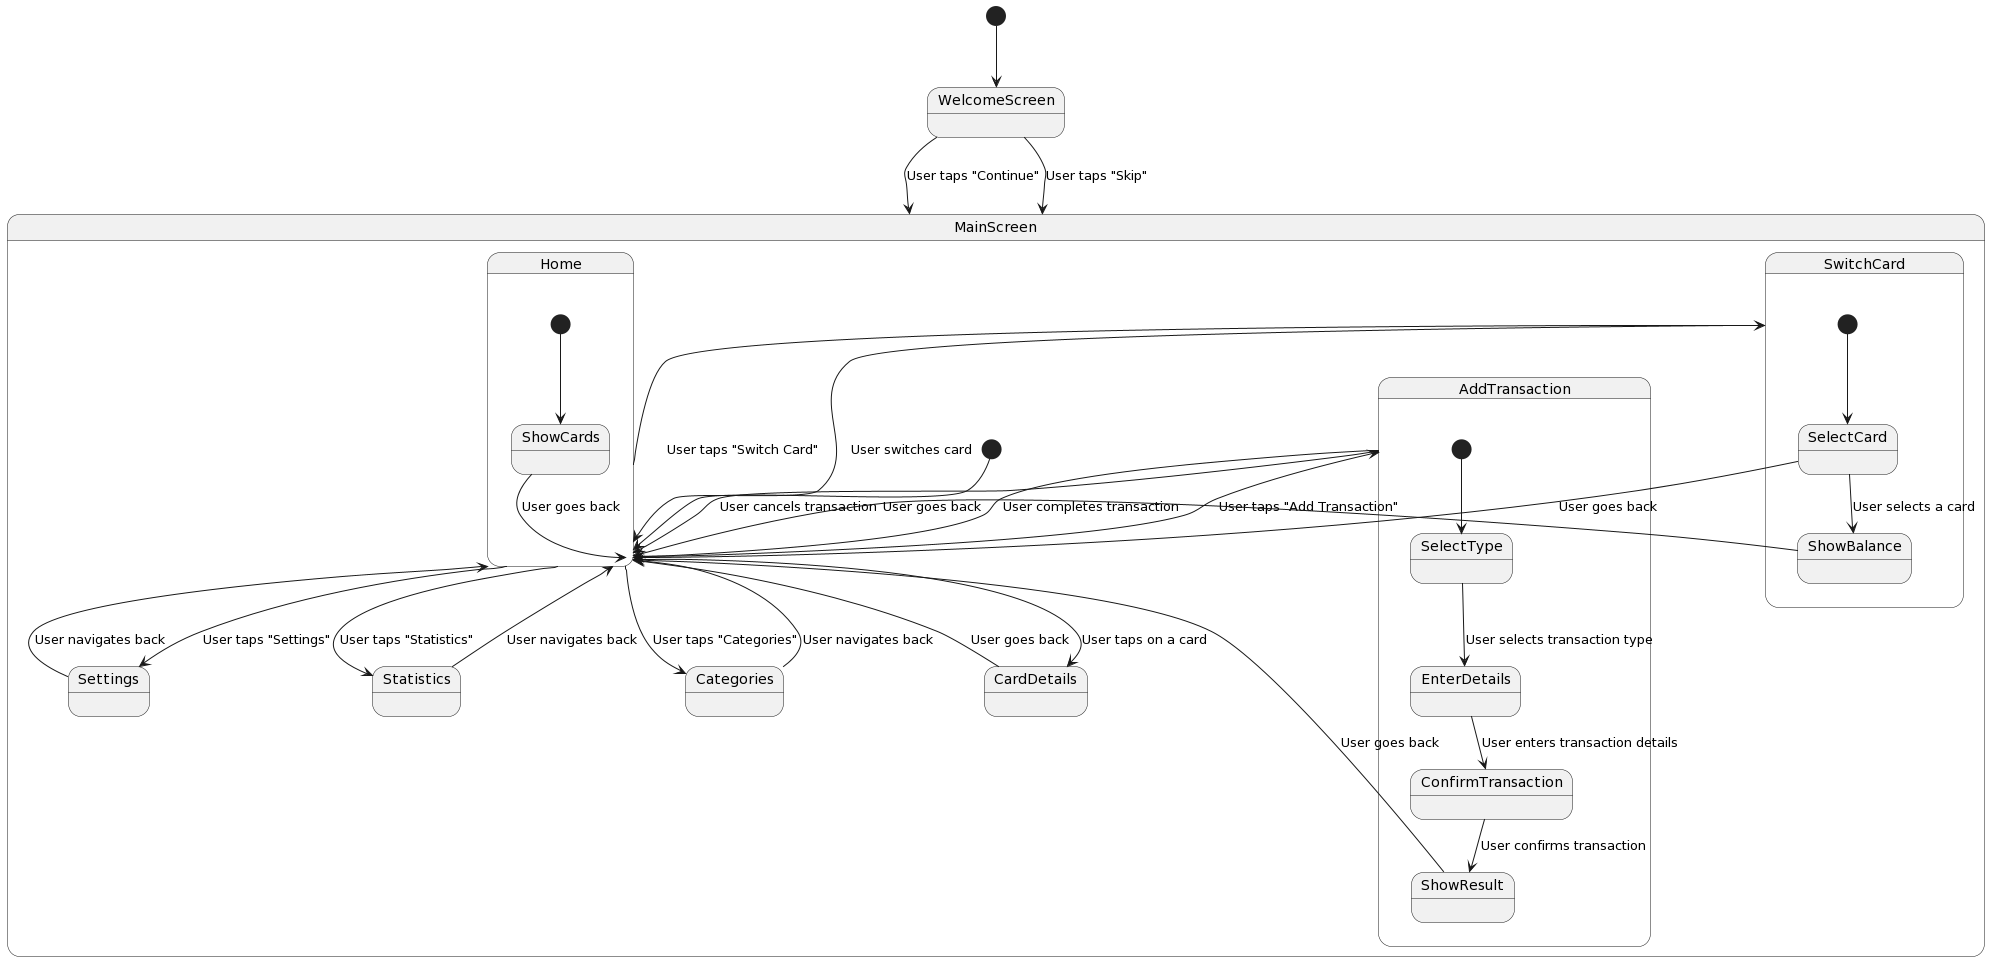 WelcomeScreen
User taps "Continue"
User taps "Skip"
MainScreen
Home
SwitchCard
AddTransaction
ShowCards
SelectCard
User taps "Switch Card"
User switches card
User goes back
User cancels transaction
User goes back
User completes transaction
User taps "Add Transaction"
User goes back
User selects a card
SelectType
ShowBalance
User navigates back
User taps "Settings"
User taps "Statistics"
User navigates back
User taps "Categories"
User navigates back
User goes back
User taps on a card
User selects transaction type
Settings
Statistics
Categories
CardDetails
EnterDetails
User goes back
User enters transaction details
ConfirmTransaction
User confirms transaction
ShowResult